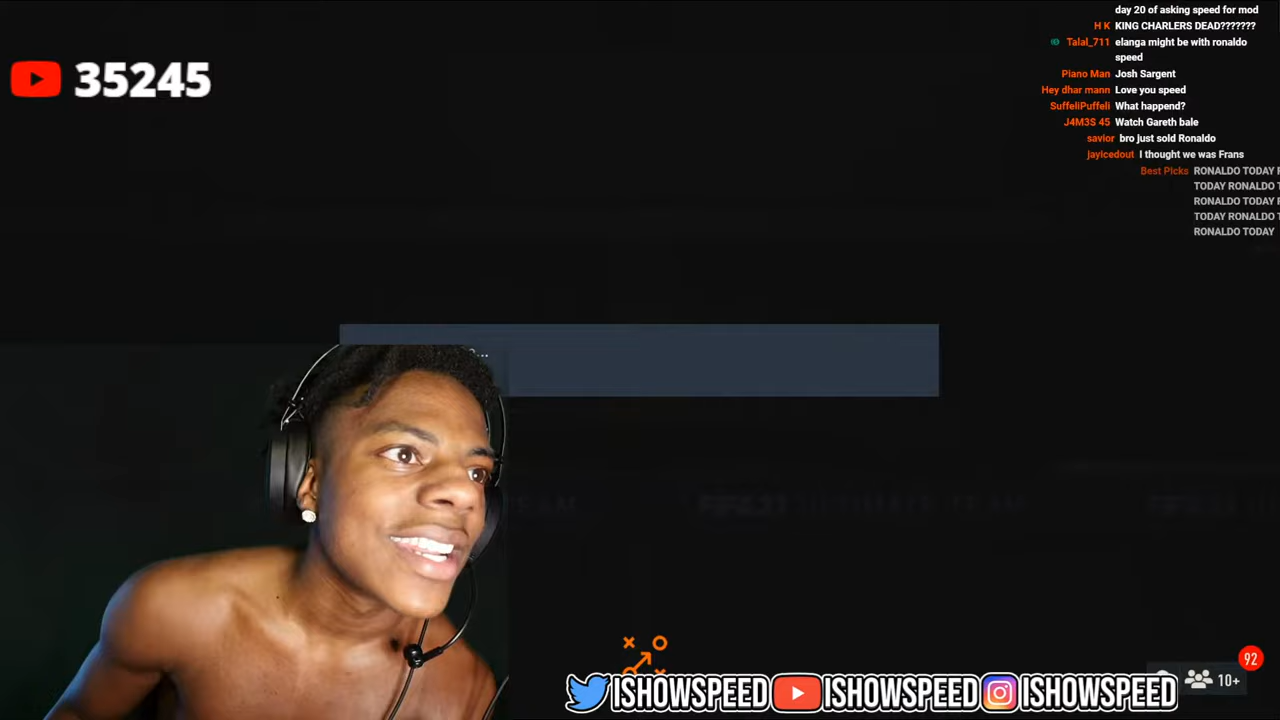 35245
day 20 of asking speed for mod
H K KING CHARLERS DEAD???????
Talal_711 elanga might be with ronaldo
speed
Piano Man Josh Sargent
Hey dhar mann Love you speed
SuffeliPuffeli What happend?
J4M3S 45 Watch Gareth bale
savior bro just sold Ronaldo
jayicedout I thought we was Frans
Best Picks RONALDO TODAY
TODAY RONALDO
RONALDO TODAY
TODAY RONALDO
RONALDO TODAY
92
10+
ISHOWSPEED ISHOWSPEED ISHOWSPEED